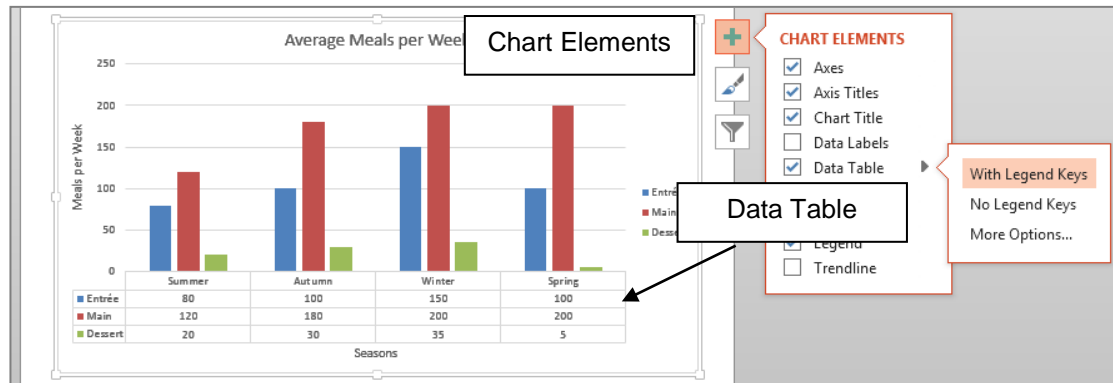 Average Meals per Week
Chart Elements
250
200
150
100
50
0
Meals per Week
Entrée
Main
Dessert
Summer Autumn Winter Spring
Entrée 80 100 150 100
Main 120 180 200 200
Dessert 20 30 35 5
Seasons
Data Table
CHART ELEMENTS
Axes
Axis Titles
Chart Title
Data Labels
Data Table
Legend
Trendline
With Legend Keys
No Legend Keys
More Options...